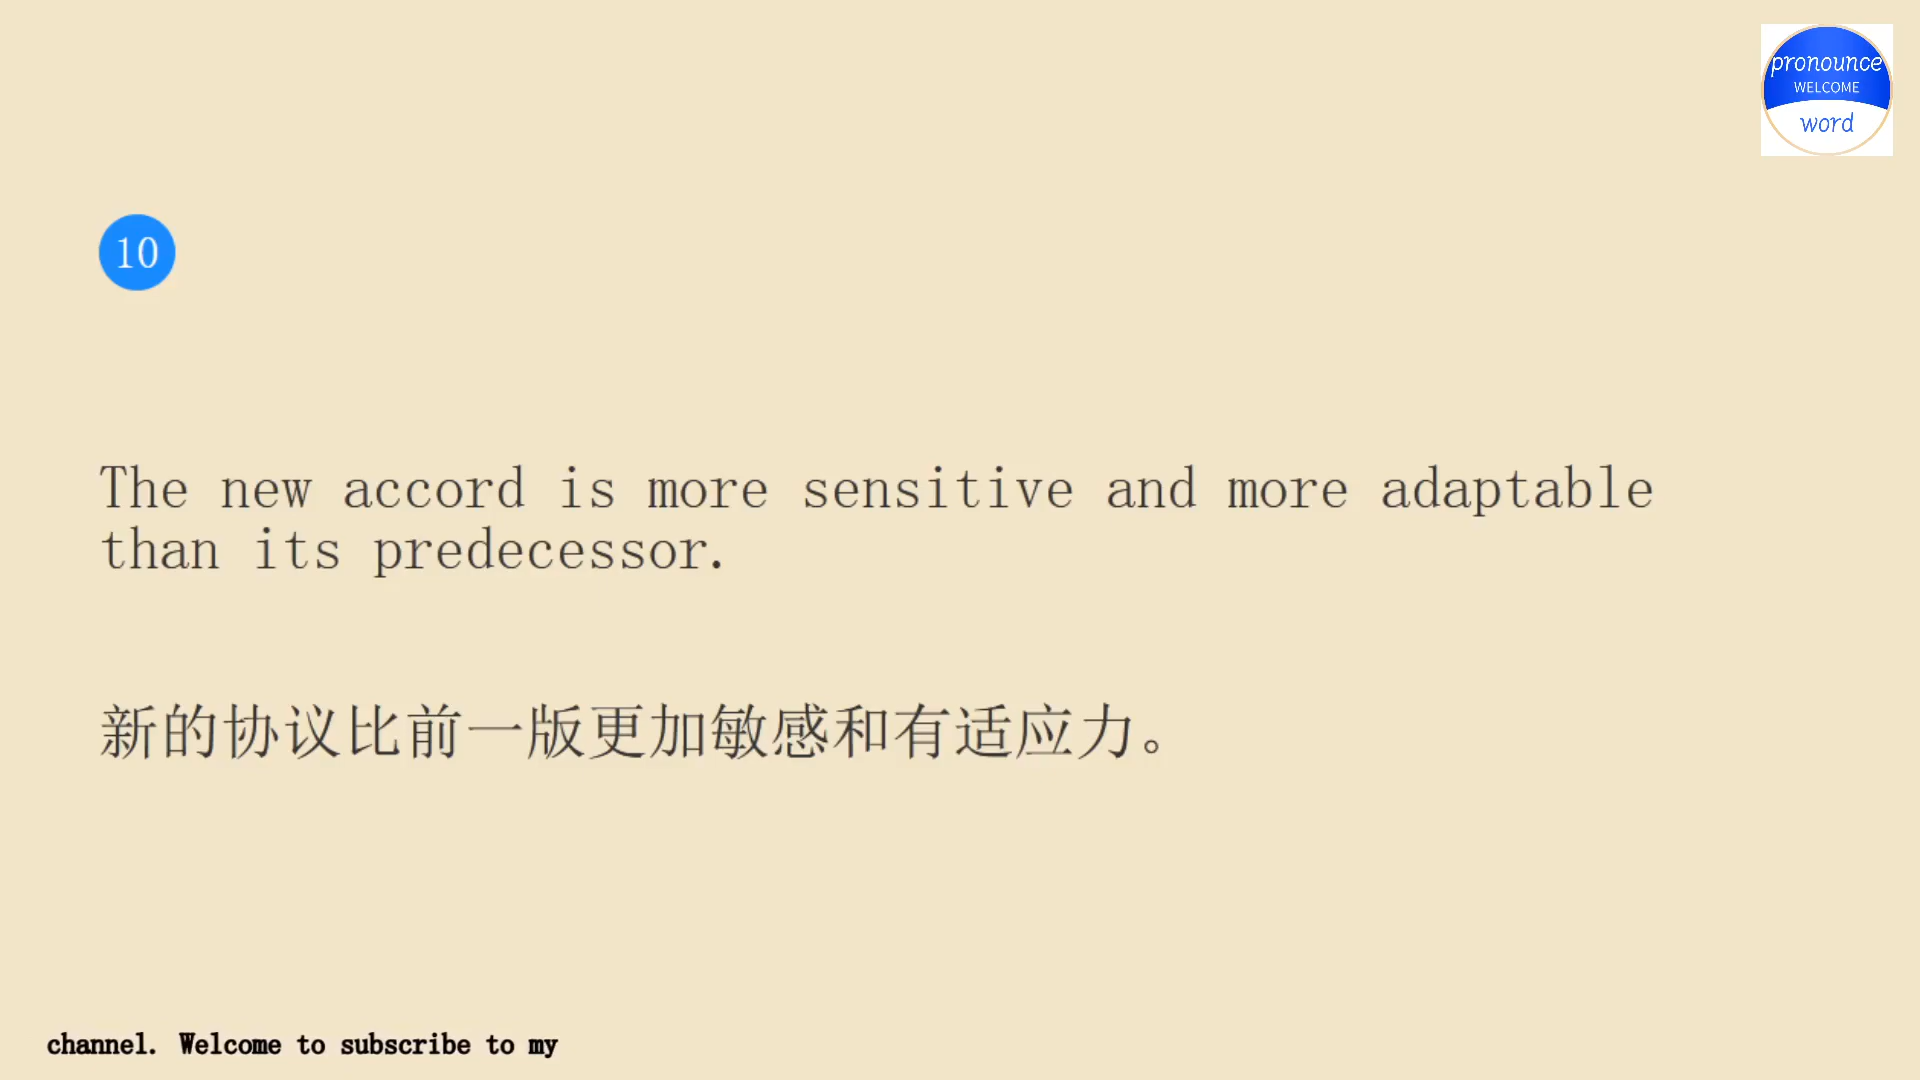 pronounce
WELCOME
word
10
The new accord is more sensitive and more adaptable
than its predecessor.
新的协议比前一版更加敏感和有适应力。
channel. Welcome to subscribe to my